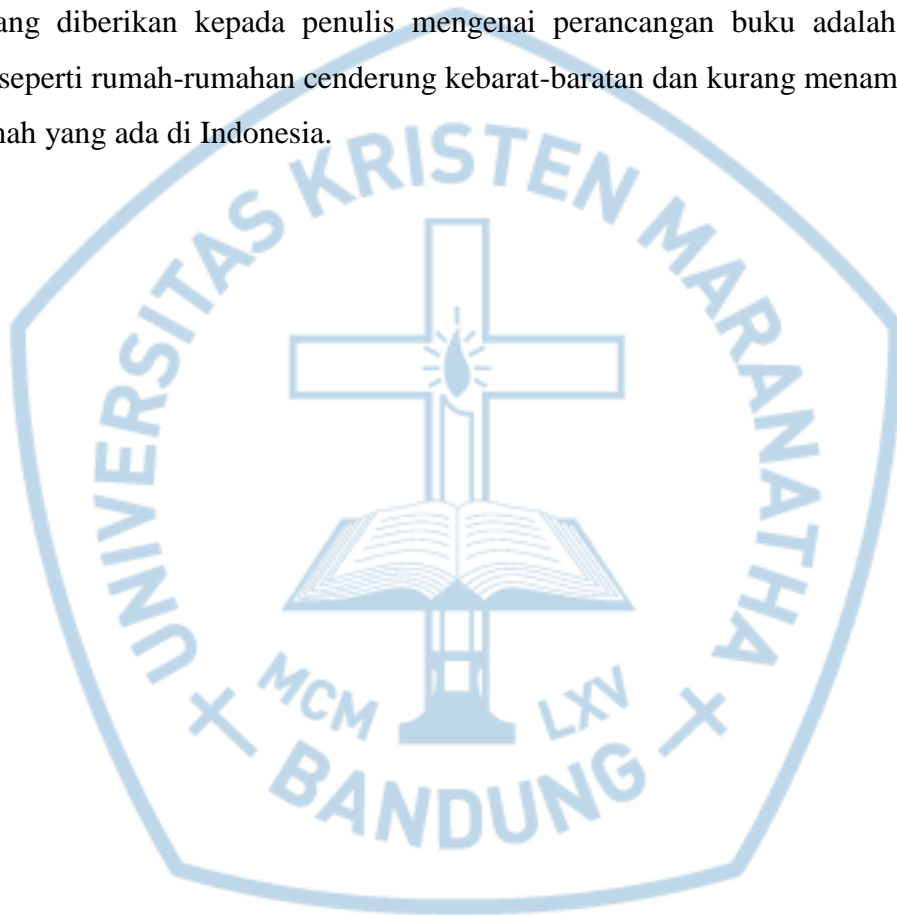 ang diberikan kepada penulis mengenai perancangan buku adalah
seperti rumah-rumahan cenderung kebarat-baratan dan kurang menam
nah yang ada di Indonesia.
UNIVERSITAS KRISTEN MARANATHA
MCM LXV
BANDUNG